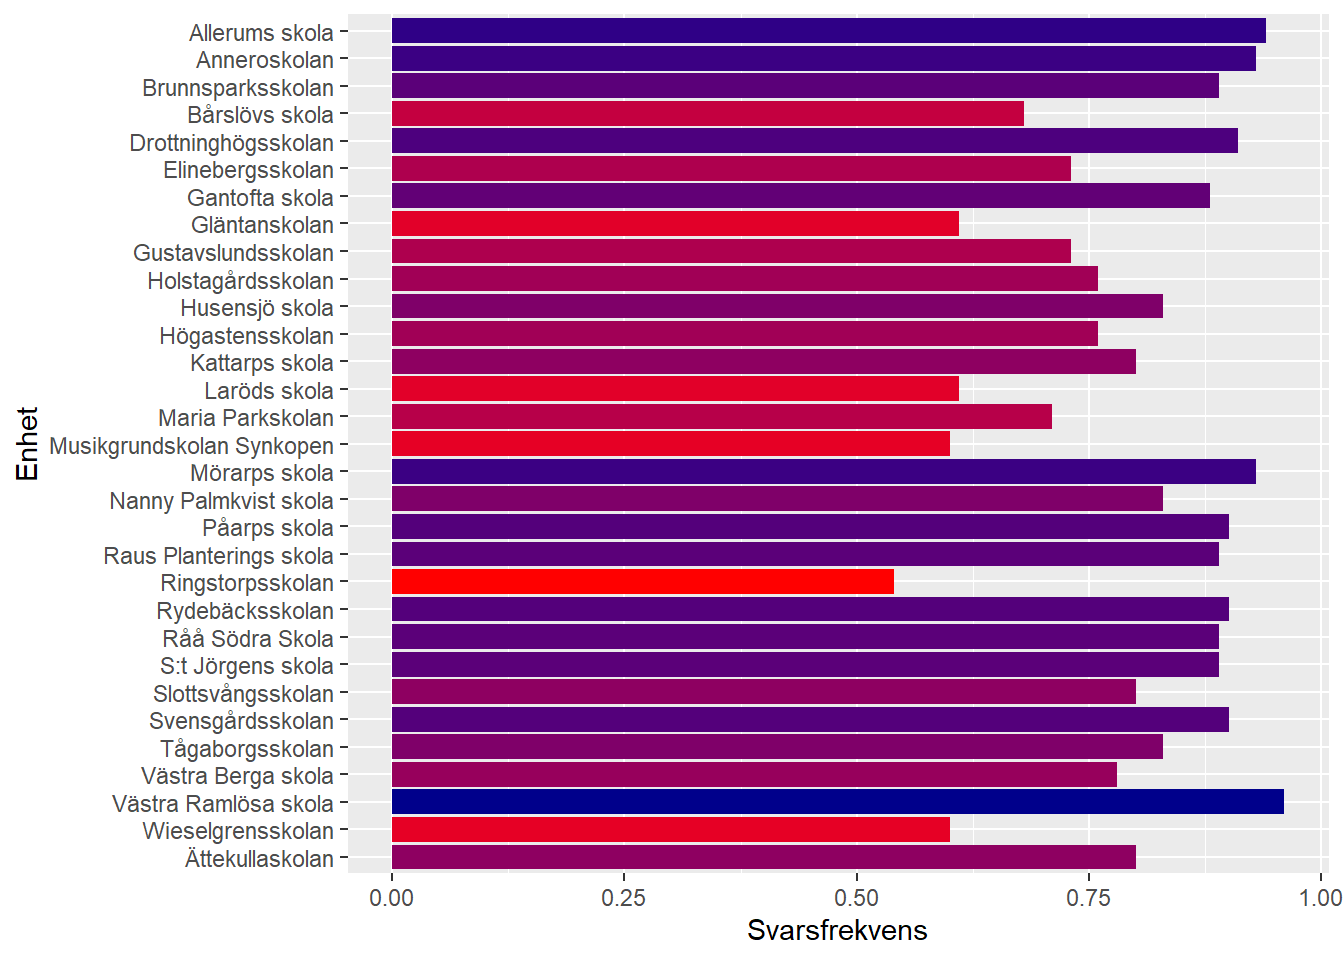 Allerums skola
Anneroskolan
Brunnsparksskolan
Bårslövs skola
Drottninghögsskolan
Elinebergsskolan
Gantofta skola
Gläntanskolan
Gustavslundsskolan
Holstagårdsskolan
Husensjö skola
Högastensskolan
Kattarps skola
Laröds skola
Maria Parkskolan
Musikgrundskolan Synkopen
Mörarps skola
Nanny Palmkvist skola
Påarps skola
Raus Planterings skola
Ringstorpsskolan
Rydebäcksskolan
Råå Södra Skola
S:t Jörgens skola
Slottsvångsskolan
Svensgårdsskolan
Tågaborgsskolan
Västra Berga skola
Västra Ramlösa skola
Wieselgrensskolan
Ättekullaskolan
Enhet
0.00 0.25 0.50 0.75 1.00
Svarsfrekvens